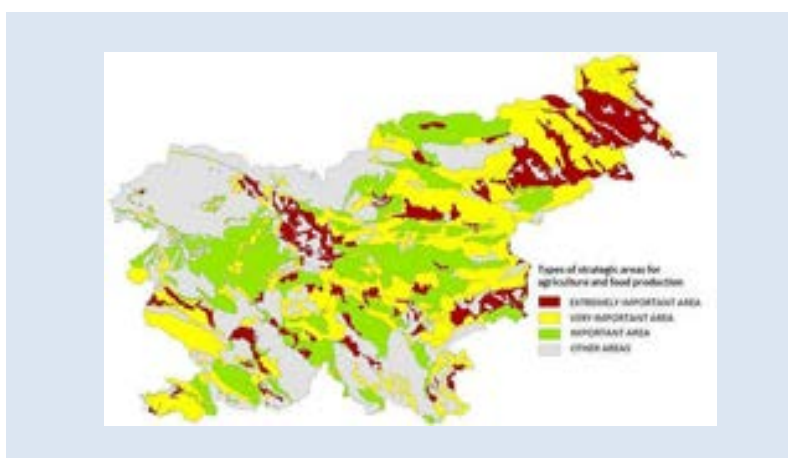 Types of strategic areas for
agriculture and food production
EXTREMELY IMPORTANT AREA
VERY IMPORTANT AREA
IMPORTANT AREA
OTHER AREAS